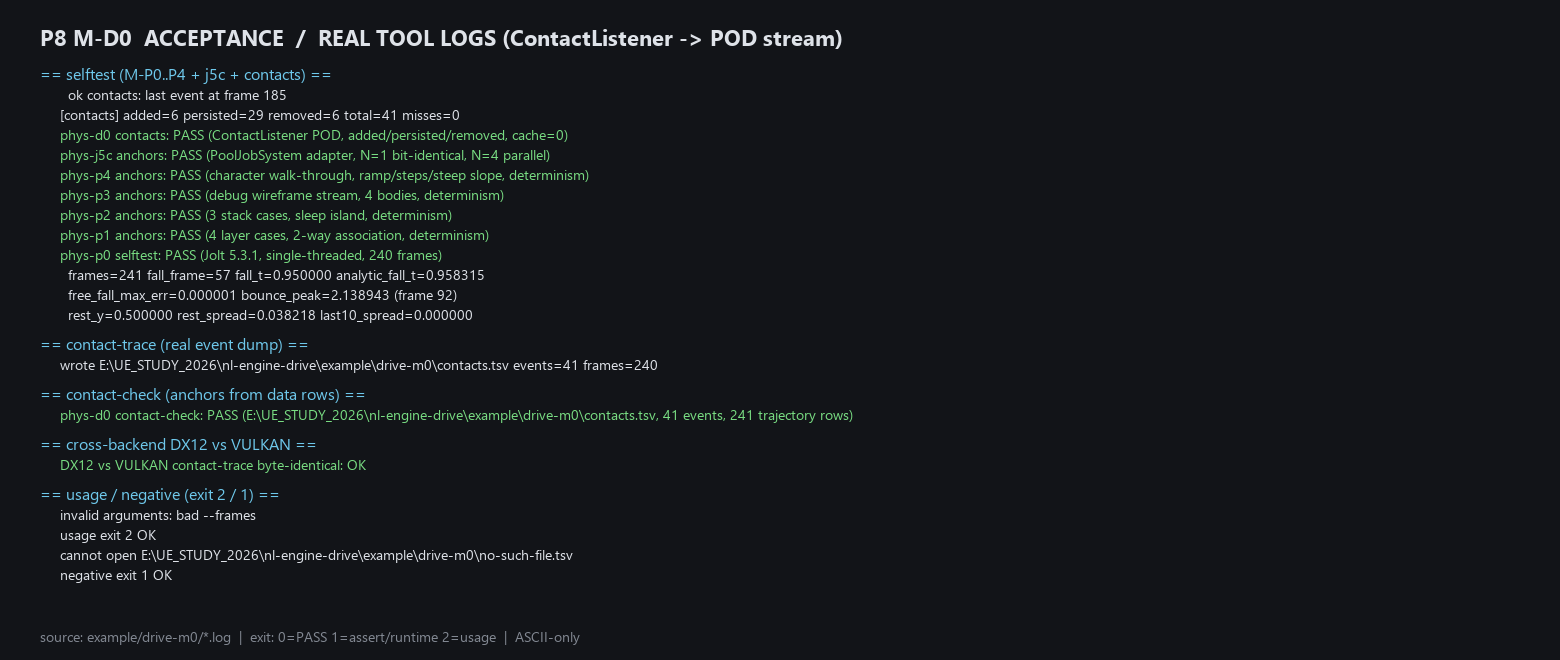 P8 M-D0 ACCEPTANCE / REAL TOOL LOGS (ContactListener -> POD stream)
== selftest (M-P0..P4 + j5c + contacts) ==
ok contacts: last event at frame 185
[contacts] added=6 persisted=29 removed=6 total=41 misses=0
phys-d0 contacts: PASS (ContactListener POD, added/persisted/removed, cache=0)
phys-j5c anchors: PASS (PoolJobSystem adapter, N=1 bit-identical, N=4 parallel)
phys-p4 anchors: PASS (character walk-through, ramp/steps/steep slope, determinism)
phys-p3 anchors: PASS (debug wireframe stream, 4 bodies, determinism)
phys-p2 anchors: PASS (3 stack cases, sleep island, determinism)
phys-p1 anchors: PASS (4 layer cases, 2-way association, determinism)
phys-p0 selftest: PASS (Jolt 5.3.1, single-threaded, 240 frames)
frames=241 fall_frame=57 fall_t=0.950000 analytic_fall_t=0.958315
free_fall_max_err=0.000001 bounce_peak=2.138943 (frame 92)
rest_y=0.500000 rest_spread=0.038218 last10_spread=0.000000
== contact-trace (real event dump) ==
wrote E:\UE_STUDY_2026\nl-engine-drive\example\drive-m0\contacts.tsv events=41 frames=240
== contact-check (anchors from data rows) ==
phys-d0 contact-check: PASS (E:\UE_STUDY_2026\nl-engine-drive\example\drive-m0\contacts.tsv, 41 events, 241 trajectory rows)
== cross-backend DX12 vs VULKAN ==
DX12 vs VULKAN contact-trace byte-identical: OK
== usage / negative (exit 2 / 1) ==
invalid arguments: bad --frames
usage exit 2 OK
cannot open E:\UE_STUDY_2026\nl-engine-drive\example\drive-m0\no-such-file.tsv
negative exit 1 OK
source: example/drive-m0/*.log | exit: 0=PASS 1=assert/runtime 2=usage | ASCII-only